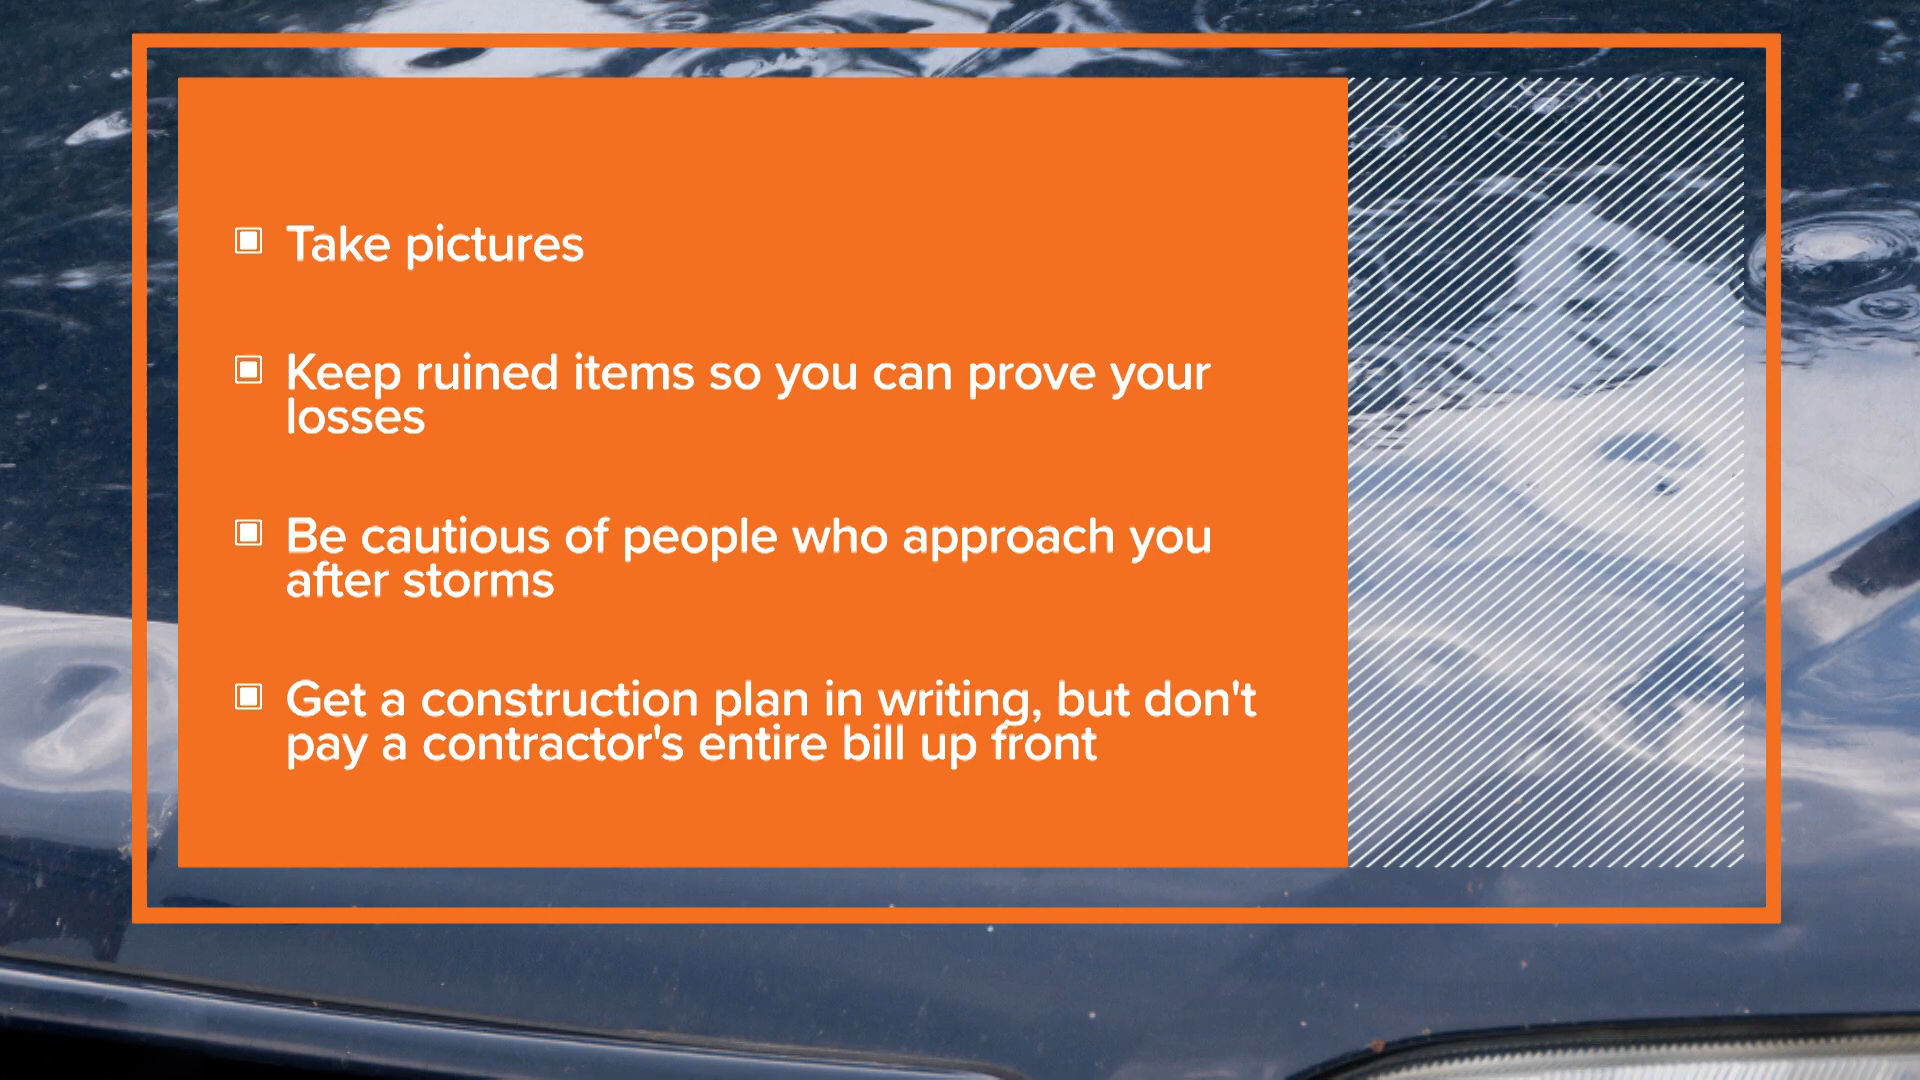 Take pictures
Keep ruined items so you can prove your
losses
Be cautious of people who approach you
after storms
Get a construction plan in writing, but don't
pay a contractor's entire bill up front